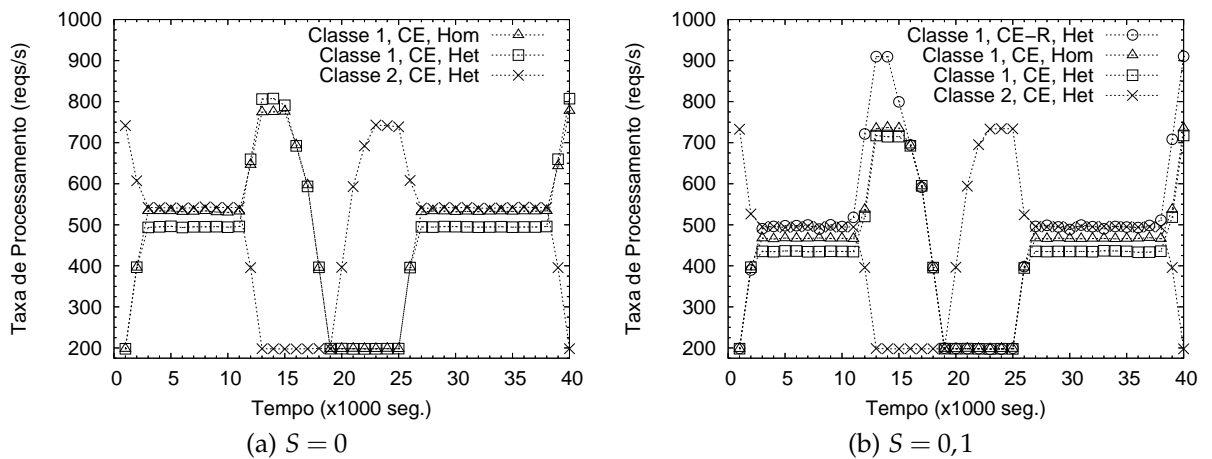 1000
900
800
700
600
500
400
300
200
Taxa de Processamento (reqs/s)
Classe 1, CE, Hom
Classe 1, CE, Het
Classe 2, CE, Het
0 5 10 15 20 25 30 35 40
Tempo (x1000 seg.)
(a) S = 0
1000
900
800
700
600
500
400
300
200
Taxa de Processamento (reqs/s)
Classe 1, CE−R, Het
Classe 1, CE, Hom
Classe 1, CE, Het
Classe 2, CE, Het
0 5 10 15 20 25 30 35 40
Tempo (x1000 seg.)
(b) S = 0,1